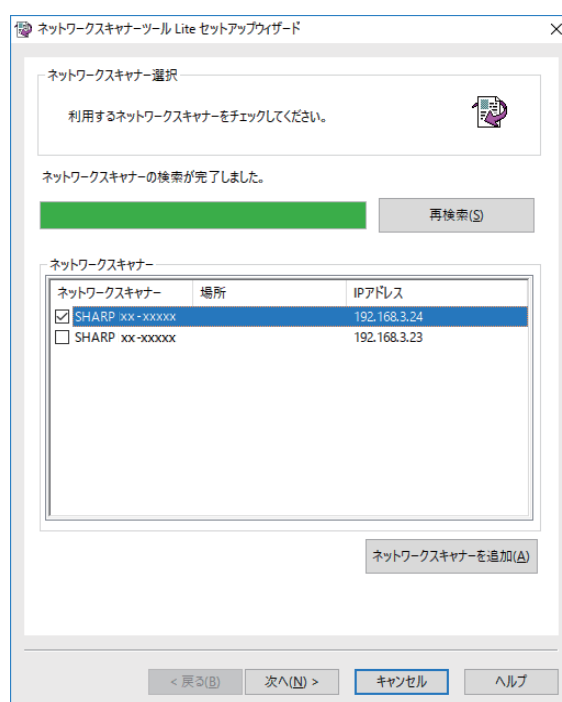 ネットワークスキャナーツール Lite セットアップウィザード
ネットワークスキャナー選択
利用するネットワークスキャナーをチェックしてください。
ネットワークスキャナーの検索が完了しました。
再検索(S)
ネットワークスキャナー
ネットワークスキャナー 場所 IPアドレス
SHARP xx-xxxxx 192.168.3.24
SHARP xx-xxxxx 192.168.3.23
ネットワークスキャナーを追加(A)
< 戻る(B) 次へ(N) > キャンセル ヘルプ